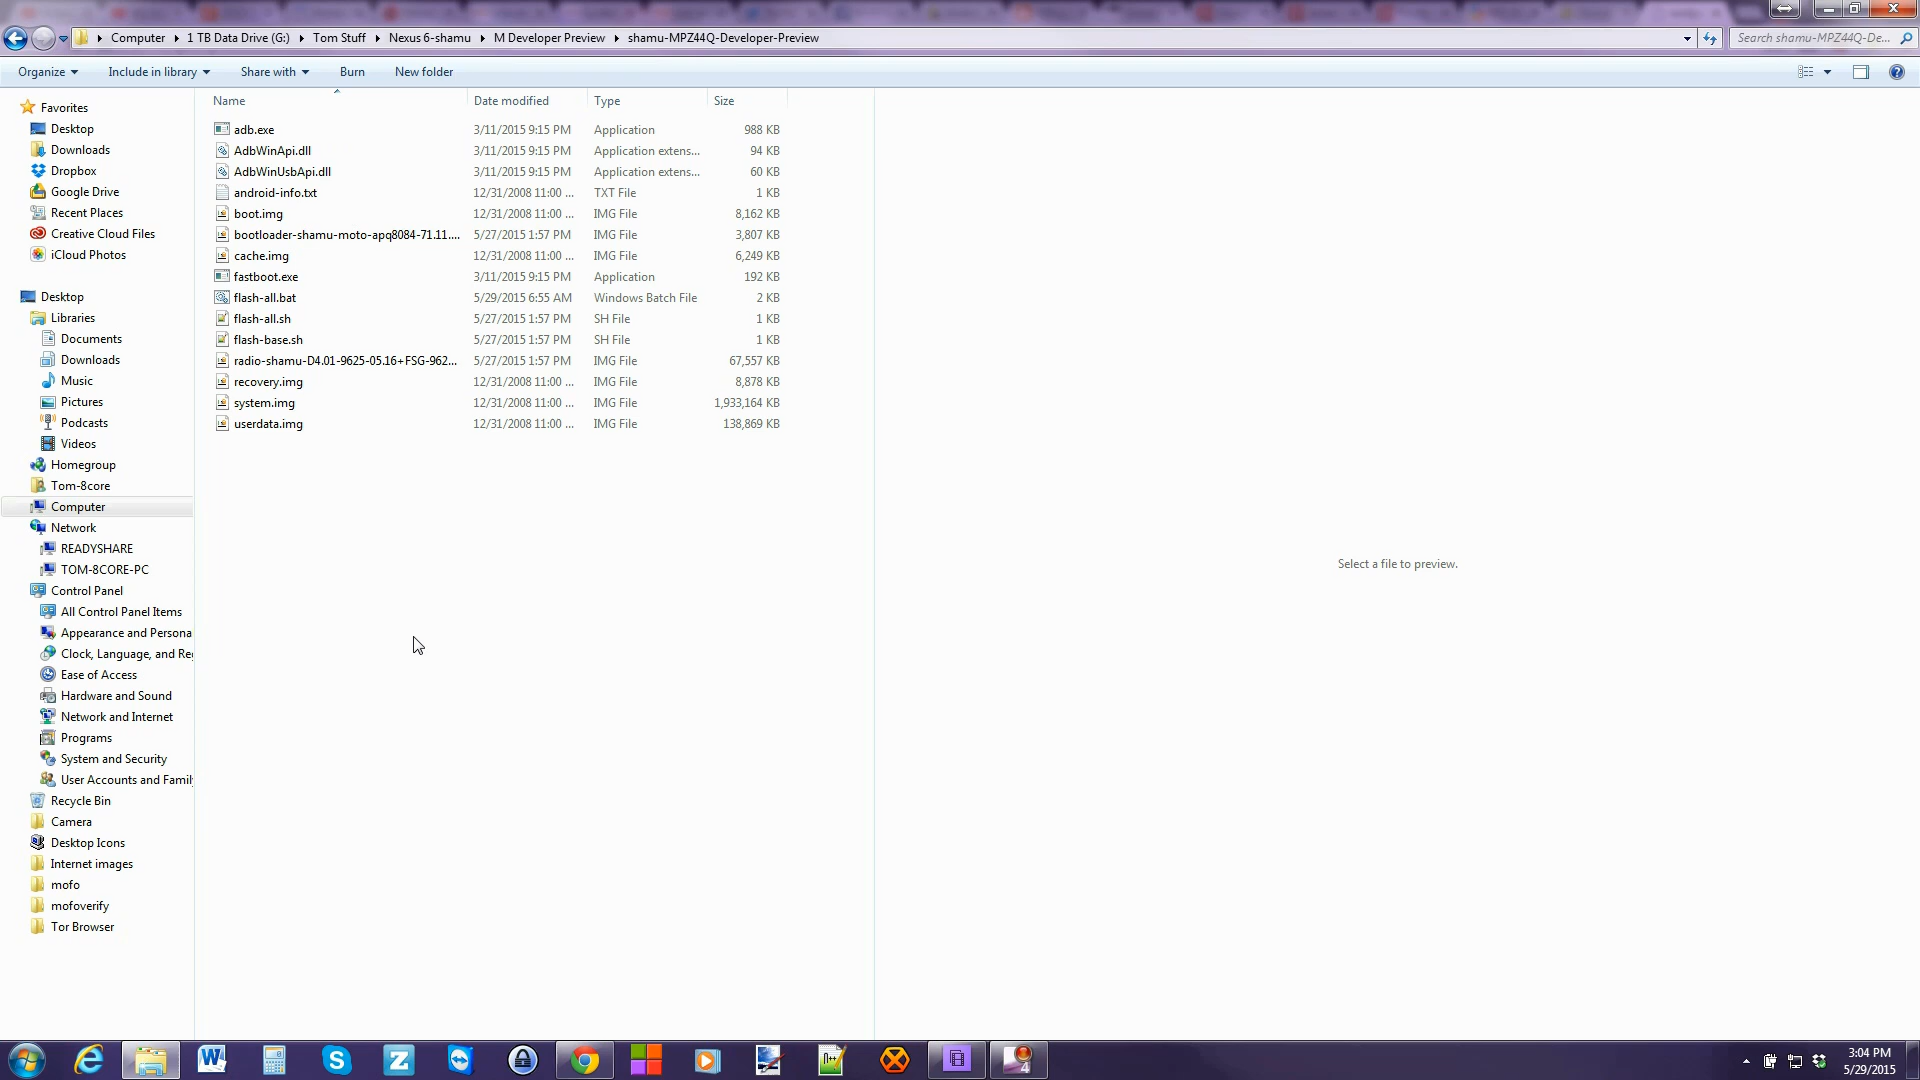 Computer ▸ 1 TB Data Drive (G:) ▸ Tom Stuff ▸ Nexus 6-shamu ▸ M Developer Preview ▸ shamu-MPZ44Q-Developer-Preview
Search shamu-MPZ44Q-De...
Organize Include in library Share with Burn New folder
Name Date modified Type Size
adb.exe 3/11/2015 9:15 PM Application 988 KB
AdbWinApi.dll 3/11/2015 9:15 PM Application extens... 94 KB
AdbWinUsbApi.dll 3/11/2015 9:15 PM Application extens... 60 KB
android-info.txt 12/31/2008 11:00 ... TXT File 1 KB
boot.img 12/31/2008 11:00 ... IMG File 8,162 KB
bootloader-shamu-moto-apq8084-71.11.... 5/27/2015 1:57 PM IMG File 3,807 KB
cache.img 12/31/2008 11:00 ... IMG File 6,249 KB
fastboot.exe 3/11/2015 9:15 PM Application 192 KB
flash-all.bat 5/29/2015 6:55 AM Windows Batch File 2 KB
flash-all.sh 5/27/2015 1:57 PM SH File 1 KB
flash-base.sh 5/27/2015 1:57 PM SH File 1 KB
radio-shamu-D4.01-9625-05.16+FSG-962... 5/27/2015 1:57 PM IMG File 67,557 KB
recovery.img 12/31/2008 11:00 ... IMG File 8,878 KB
system.img 12/31/2008 11:00 ... IMG File 1,933,164 KB
userdata.img 12/31/2008 11:00 ... IMG File 138,869 KB
Favorites
Desktop
Downloads
Dropbox
Google Drive
Recent Places
Creative Cloud Files
iCloud Photos
Desktop
Libraries
Documents
Downloads
Music
Pictures
Podcasts
Videos
Homegroup
Tom-8core
Computer
Network
READYSHARE
TOM-8CORE-PC
Control Panel
All Control Panel Items
Appearance and Persona
Clock, Language, and Re
Ease of Access
Hardware and Sound
Network and Internet
Programs
System and Security
User Accounts and Famil
Recycle Bin
Camera
Desktop Icons
Internet images
mofo
mofoverify
Tor Browser
Select a file to preview.
W S Z N++ 4
3:04 PM
5/29/2015